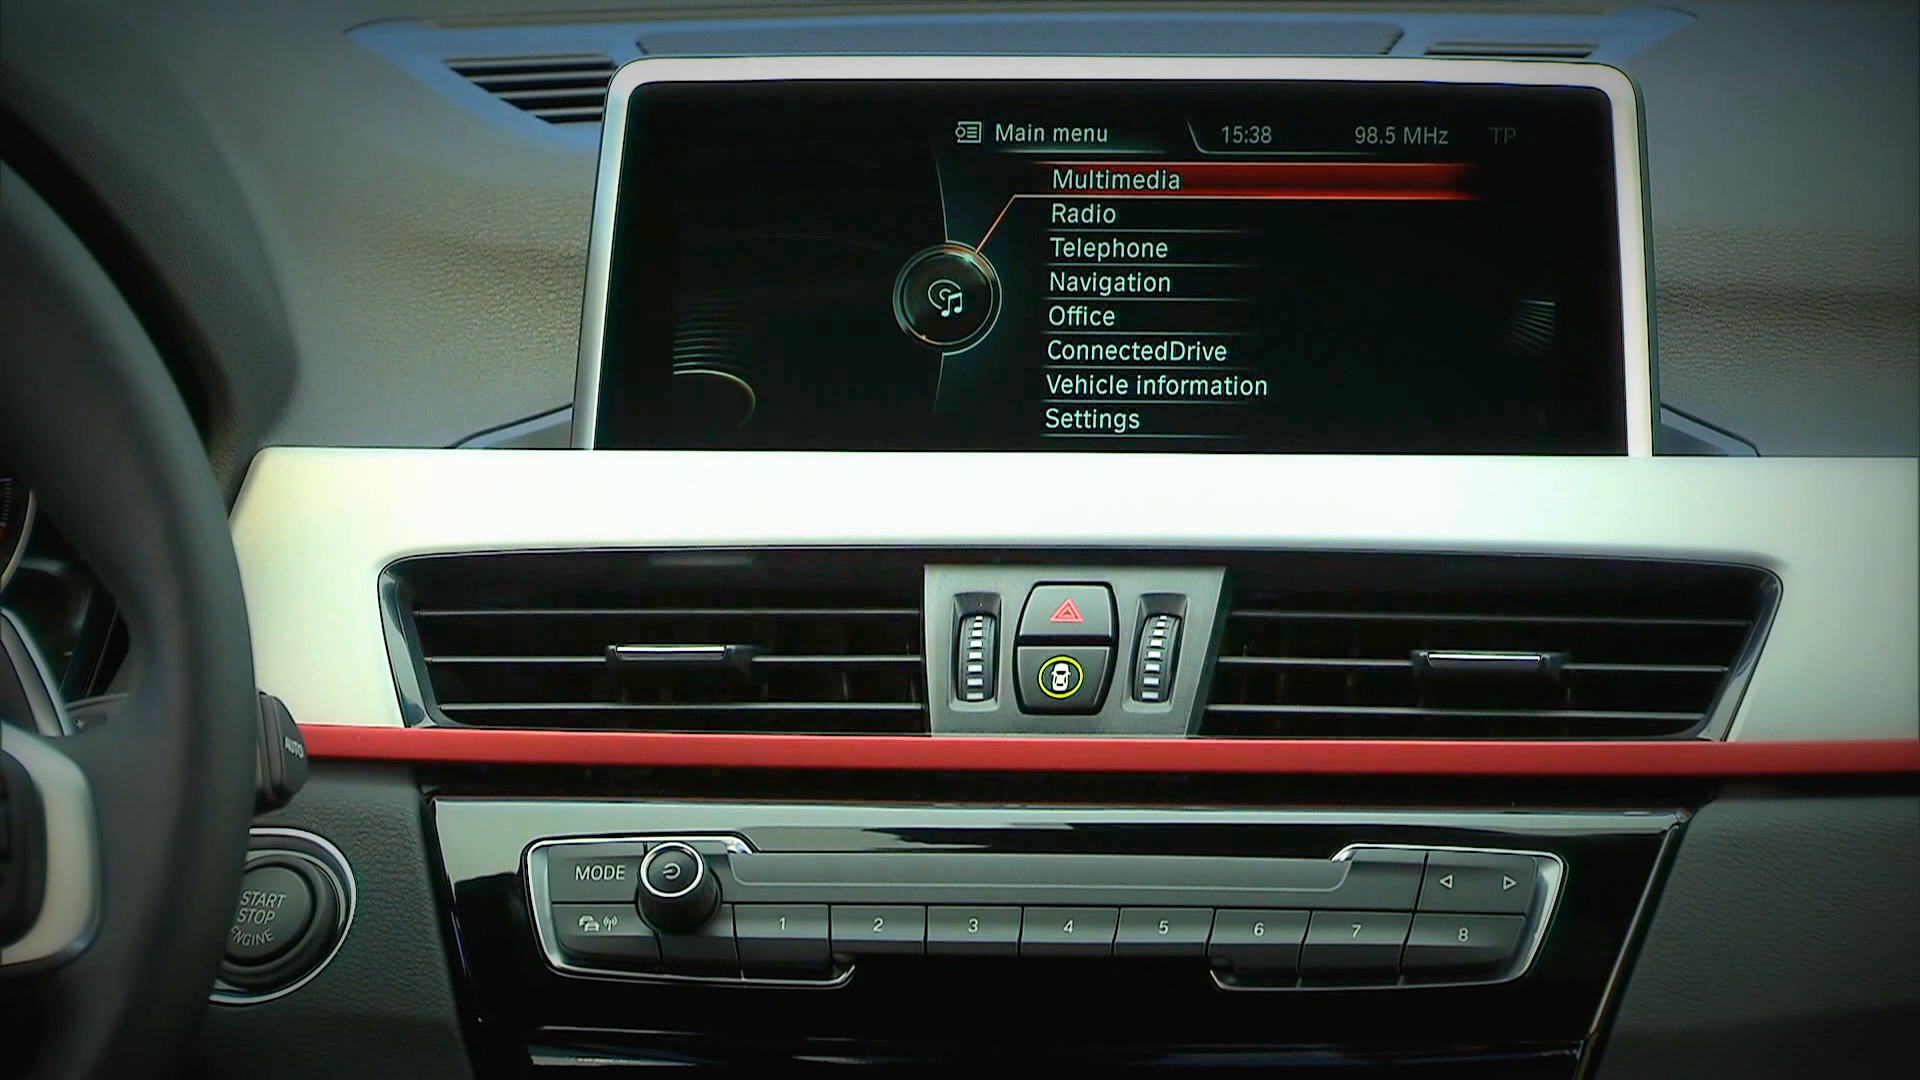 Main menu
15:38
98.5 MHz
TP
Multimedia
Radio
Telephone
Navigation
Office
ConnectedDrive
Vehicle information
Settings
AUTO
START
STOP
ENGINE
MODE
1 2 3 4 5 6 7 8